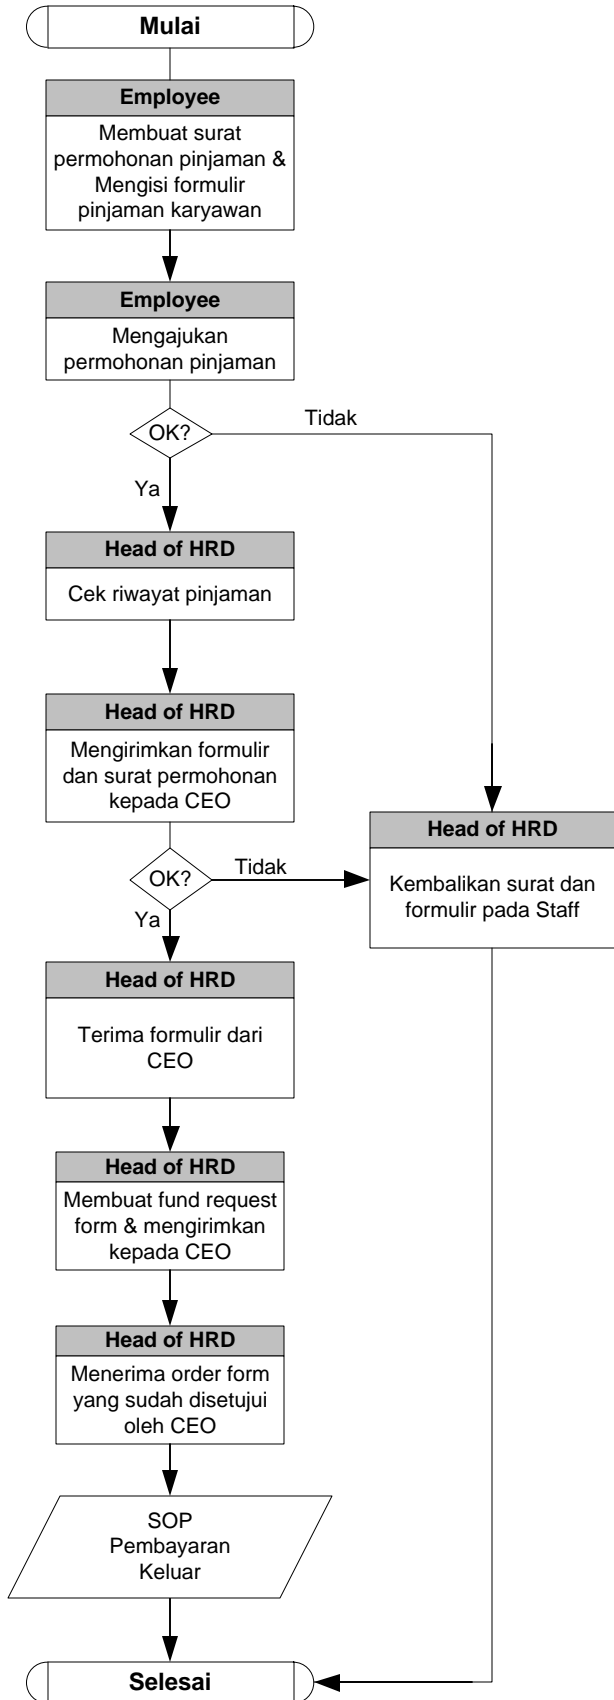 Mulai
Employee
Membuat surat
permohonan pinjaman &
Mengisi formulir
pinjaman karyawan
Employee
Mengajukan
permohonan pinjaman
OK?
Tidak
Ya
Head of HRD
Cek riwayat pinjaman
Head of HRD
Mengirimkan formulir
dan surat permohonan
kepada CEO
OK?
Tidak
Ya
Head of HRD
Kembalikan surat dan
formulir pada Staff
Head of HRD
Terima formulir dari
CEO
Head of HRD
Membuat fund request
form & mengirimkan
kepada CEO
Head of HRD
Menerima order form
yang sudah disetujui
oleh CEO
SOP
Pembayaran
Keluar
Selesai